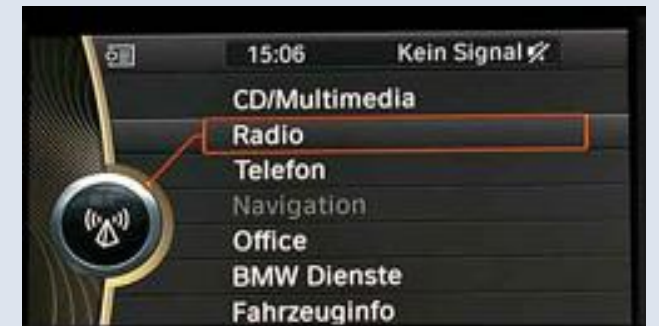 15:06 Kein Signal
CD/Multimedia
Radio
Telefon
Navigation
Office
BMW Dienste
Fahrzeuginfo